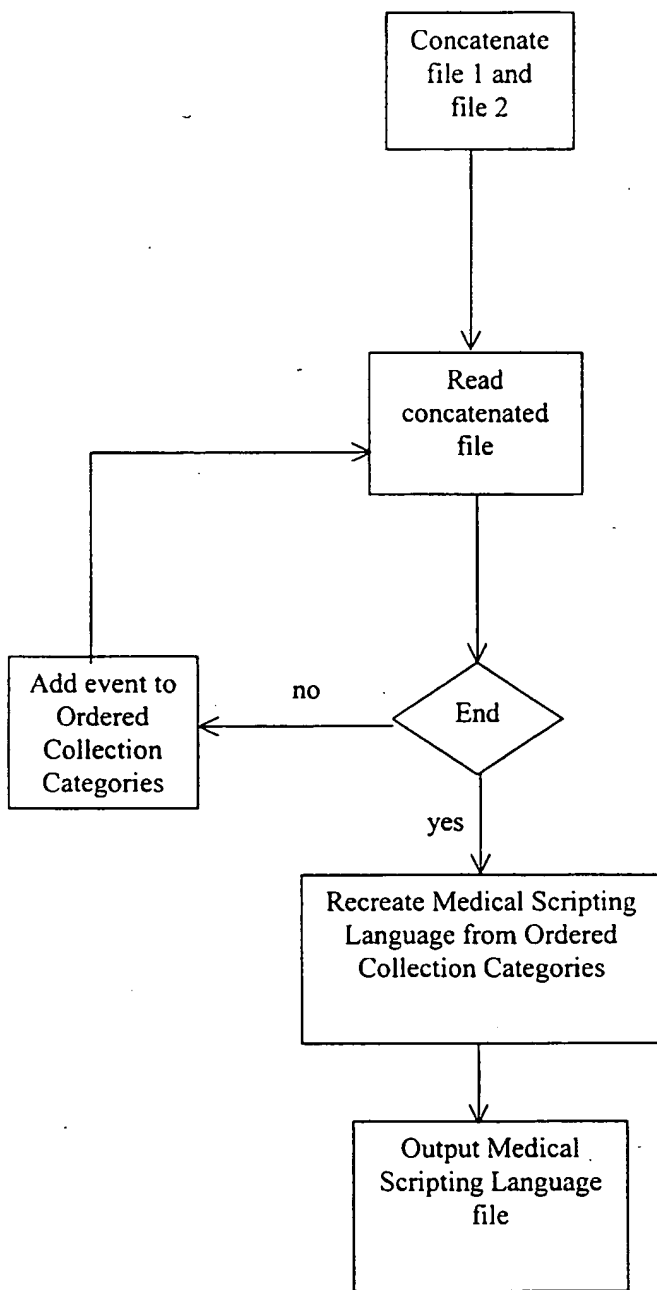 Concatenate
file 1 and
file 2
Read
concatenated
file
Add event to
Ordered
Collection
Categories
no
End
yes
Recreate Medical Scripting
Language from Ordered
Collection Categories
Output Medical
Scripting Language
file